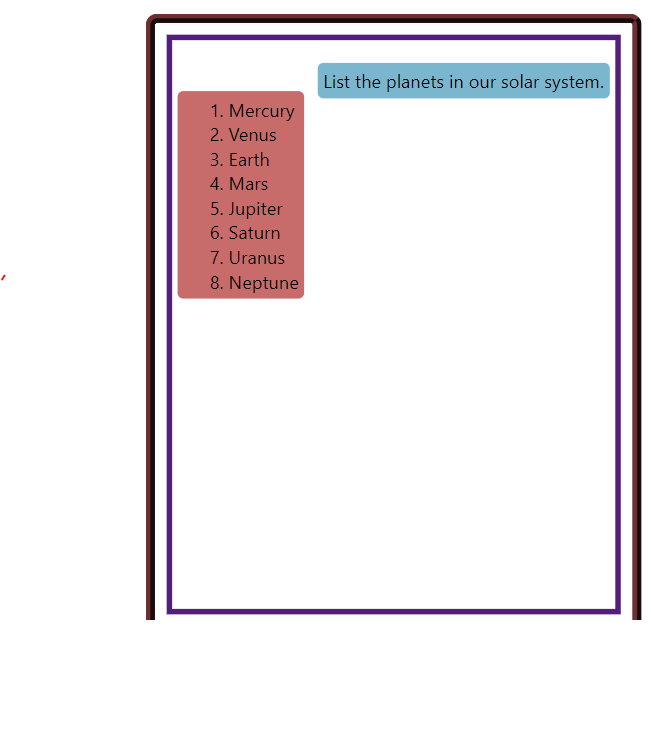 List the planets in our solar system.
1. Mercury
2. Venus
3. Earth
4. Mars
5. Jupiter
6. Saturn
7. Uranus
8. Neptune